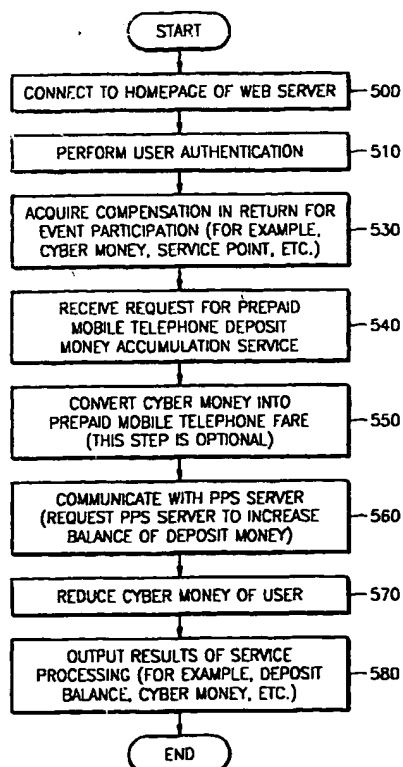 START
CONNECT TO HOMEPAGE OF WEB SERVER
500
PERFORM USER AUTHENTICATION
510
ACQUIRE COMPENSATION IN RETURN FOR
EVENT PARTICIPATION (FOR EXAMPLE,
CYBER MONEY, SERVICE POINT, ETC.)
530
RECEIVE REQUEST FOR PREPAID
MOBILE TELEPHONE DEPOSIT
MONEY ACCUMULATION SERVICE
540
CONVERT CYBER MONEY INTO
PREPAID MOBILE TELEPHONE FARE
(THIS STEP IS OPTIONAL)
550
COMMUNICATE WITH PPS SERVER
(REQUEST PPS SERVER TO INCREASE
BALANCE OF DEPOSIT MONEY)
560
REDUCE CYBER MONEY OF USER
570
OUTPUT RESULTS OF SERVICE
PROCESSING (FOR EXAMPLE, DEPOSIT
BALANCE, CYBER MONEY, ETC.)
580
END